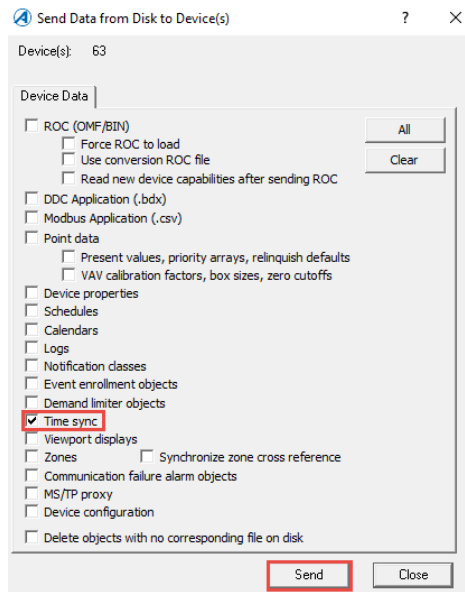 Send Data from Disk to Device(s)
Device(s): 63
Device Data
ROC (OMF/BIN)
All
Force ROC to load
Use conversion ROC file
Clear
Read new device capabilities after sending ROC
DDC Application (.bdx)
Modbus Application (.csv)
Point data
Present values, priority arrays, relinquish defaults
VAV calibration factors, box sizes, zero cutoffs
Device properties
Schedules
Calendars
Logs
Notification classes
Event enrollment objects
Demand limiter objects
Time sync
Viewport displays
Zones Synchronize zone cross reference
Communication failure alarm objects
MS/TP proxy
Device configuration
Delete objects with no corresponding file on disk
Send Close